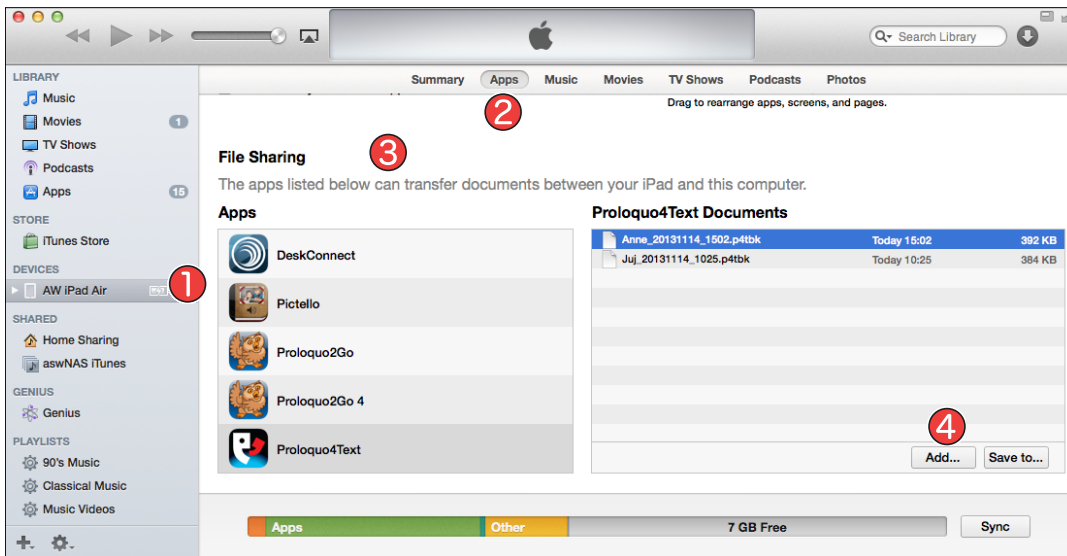 Search Library
LIBRARY
Music
Movies 1
TV Shows
Podcasts
Apps 15
STORE
iTunes Store
DEVICES
AW iPad Air
1
SHARED
Home Sharing
aswNAS iTunes
GENIUS
Genius
PLAYLISTS
90's Music
Classical Music
Music Videos
Summary Apps Music Movies TV Shows Podcasts Photos
2
Drag to rearrange apps, screens, and pages.
File Sharing
3
The apps listed below can transfer documents between your iPad and this computer.
Apps
DeskConnect
Pictello
Proloquo2Go
Proloquo2Go 4
Proloquo4Text
Proloquo4Text Documents
Anne_20131114_1502.p4tbk Today 15:02 392 KB
Juj_20131114_1025.p4tbk Today 10:25 384 KB
4
Add... Save to...
Apps Other 7 GB Free Sync